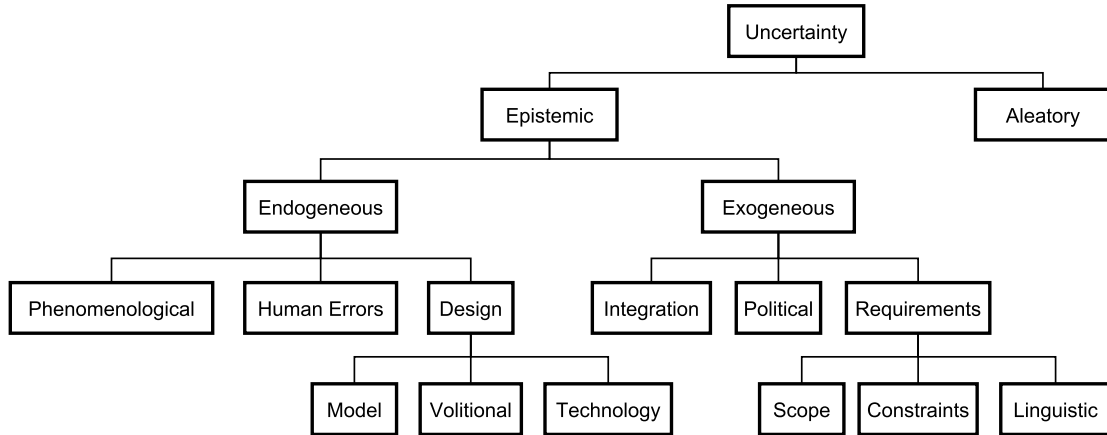 Uncertainty
Epistemic
Aleatory
Endogeneous
Exogeneous
Phenomenological
Human Errors
Design
Integration
Political
Requirements
Model
Volitional
Technology
Scope
Constraints
Linguistic